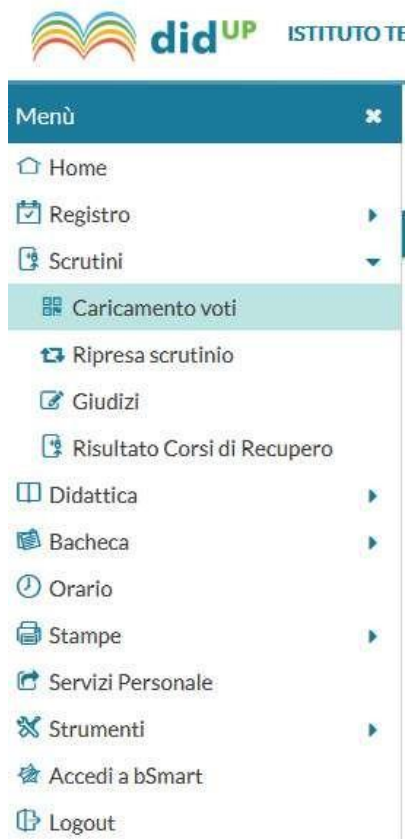 didUP ISTITUTO TE
Menù
Home
Registro
Scrutini
Caricamento voti
Ripresa scrutinio
Giudizi
Risultato Corsi di Recupero
Didattica
Bacheca
Orario
Stampe
Servizi Personale
Strumenti
Accedi a bSmart
Logout